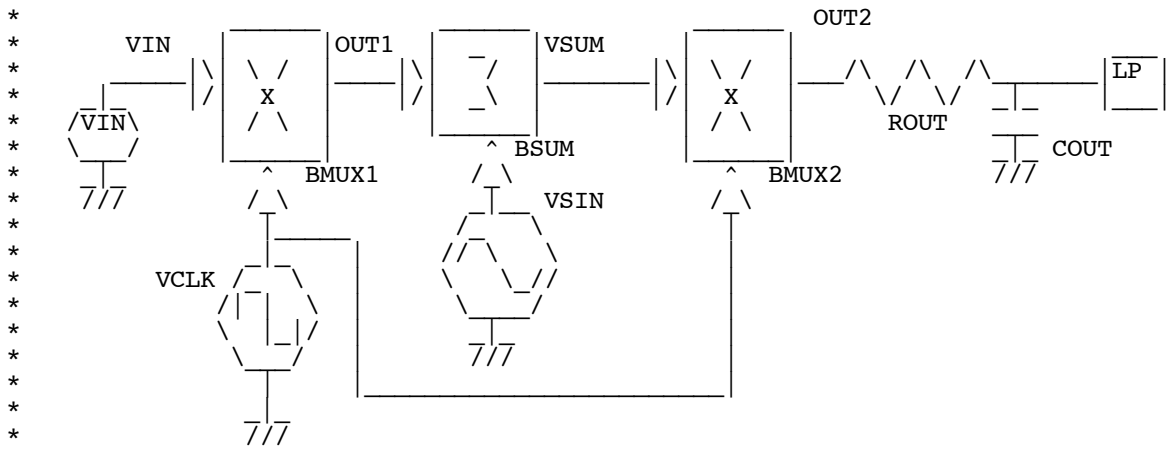 OUT2
VIN OUT1 VSUM
LP
X X
VIN ROUT
BSUM COUT
BMUX1 BMUX2
VSIN
VCLK